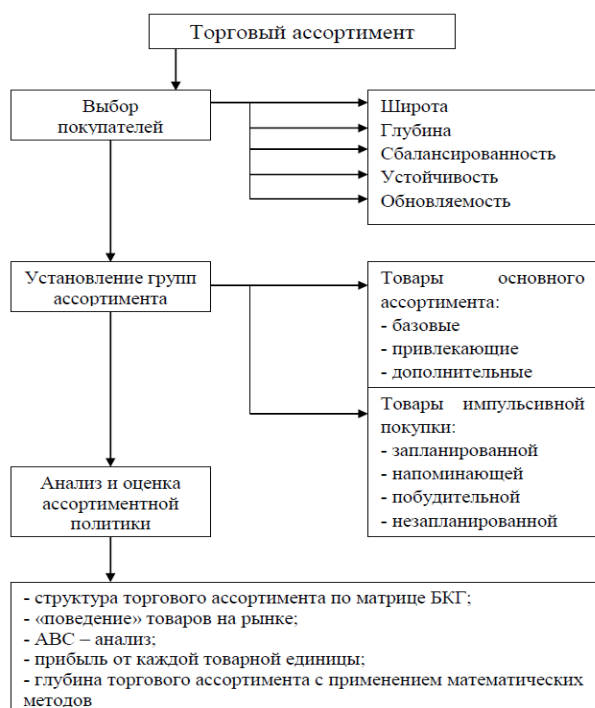 Торговый ассортимент
Выбор
покупателей
Широта
Глубина
Сбалансированность
Устойчивость
Обновляемость
Установление групп
ассортимента
Товары основного
ассортимента:
- базовые
- привлекающие
- дополнительные
Товары импульсивной
покупки:
- запланированной
- напоминающей
- побудительной
- незапланированной
Анализ и оценка
ассортиментной
политики
- структура торгового ассортимента по матрице БКГ;
- «поведение» товаров на рынке;
- АВС – анализ;
- прибыль от каждой товарной единицы;
- глубина торгового ассортимента с применением математических
методов